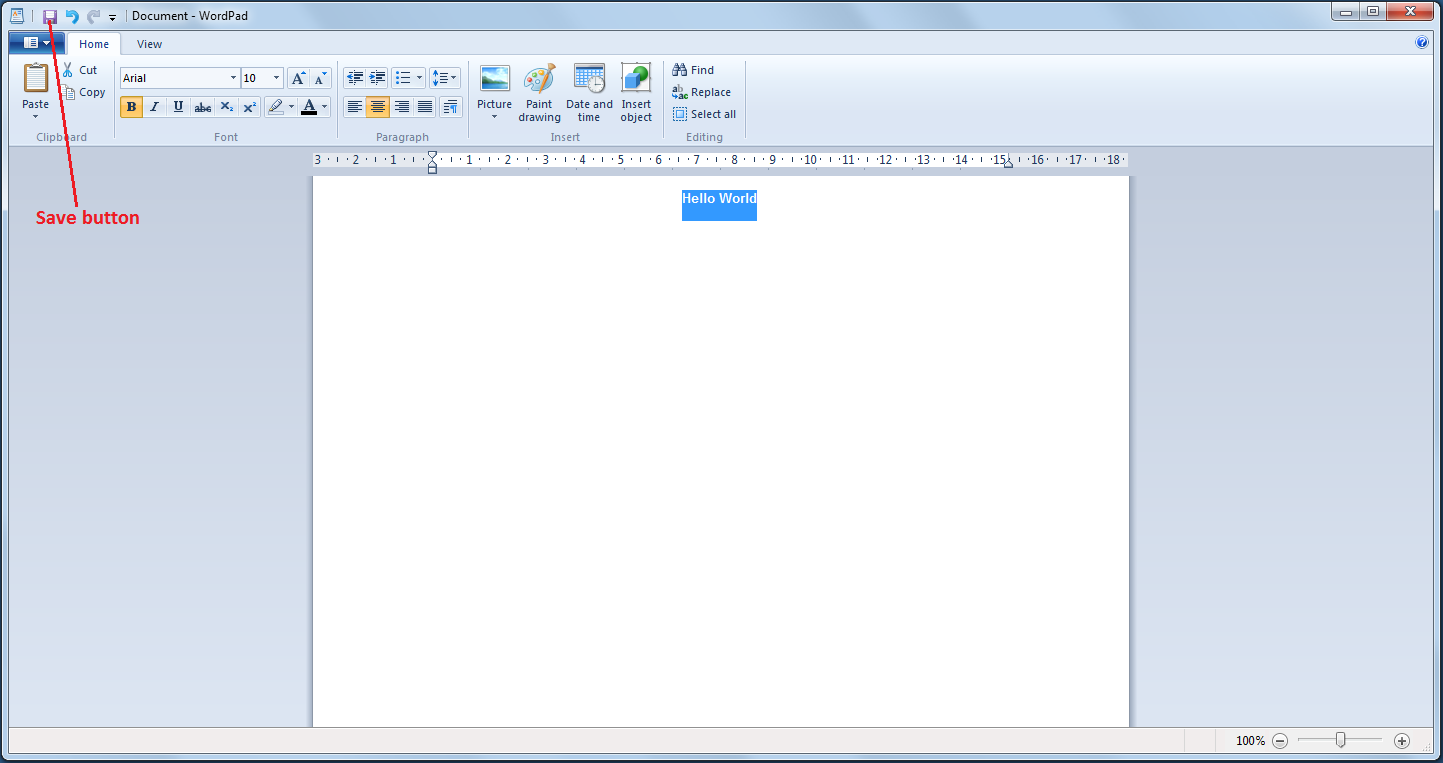 Document - WordPad
Home View
Cut
Copy
Paste
Clipboard
Arial 10
B I U abc X₂ X²
A A
A
Font
Paragraph
Picture
Paint drawing
Date and time
Insert object
Insert
Find
Replace
Select all
Editing
3 2 1 1 2 3 4 5 6 7 8 9 10 11 12 13 14 15 16 17 18
Save button
Hello World
100%